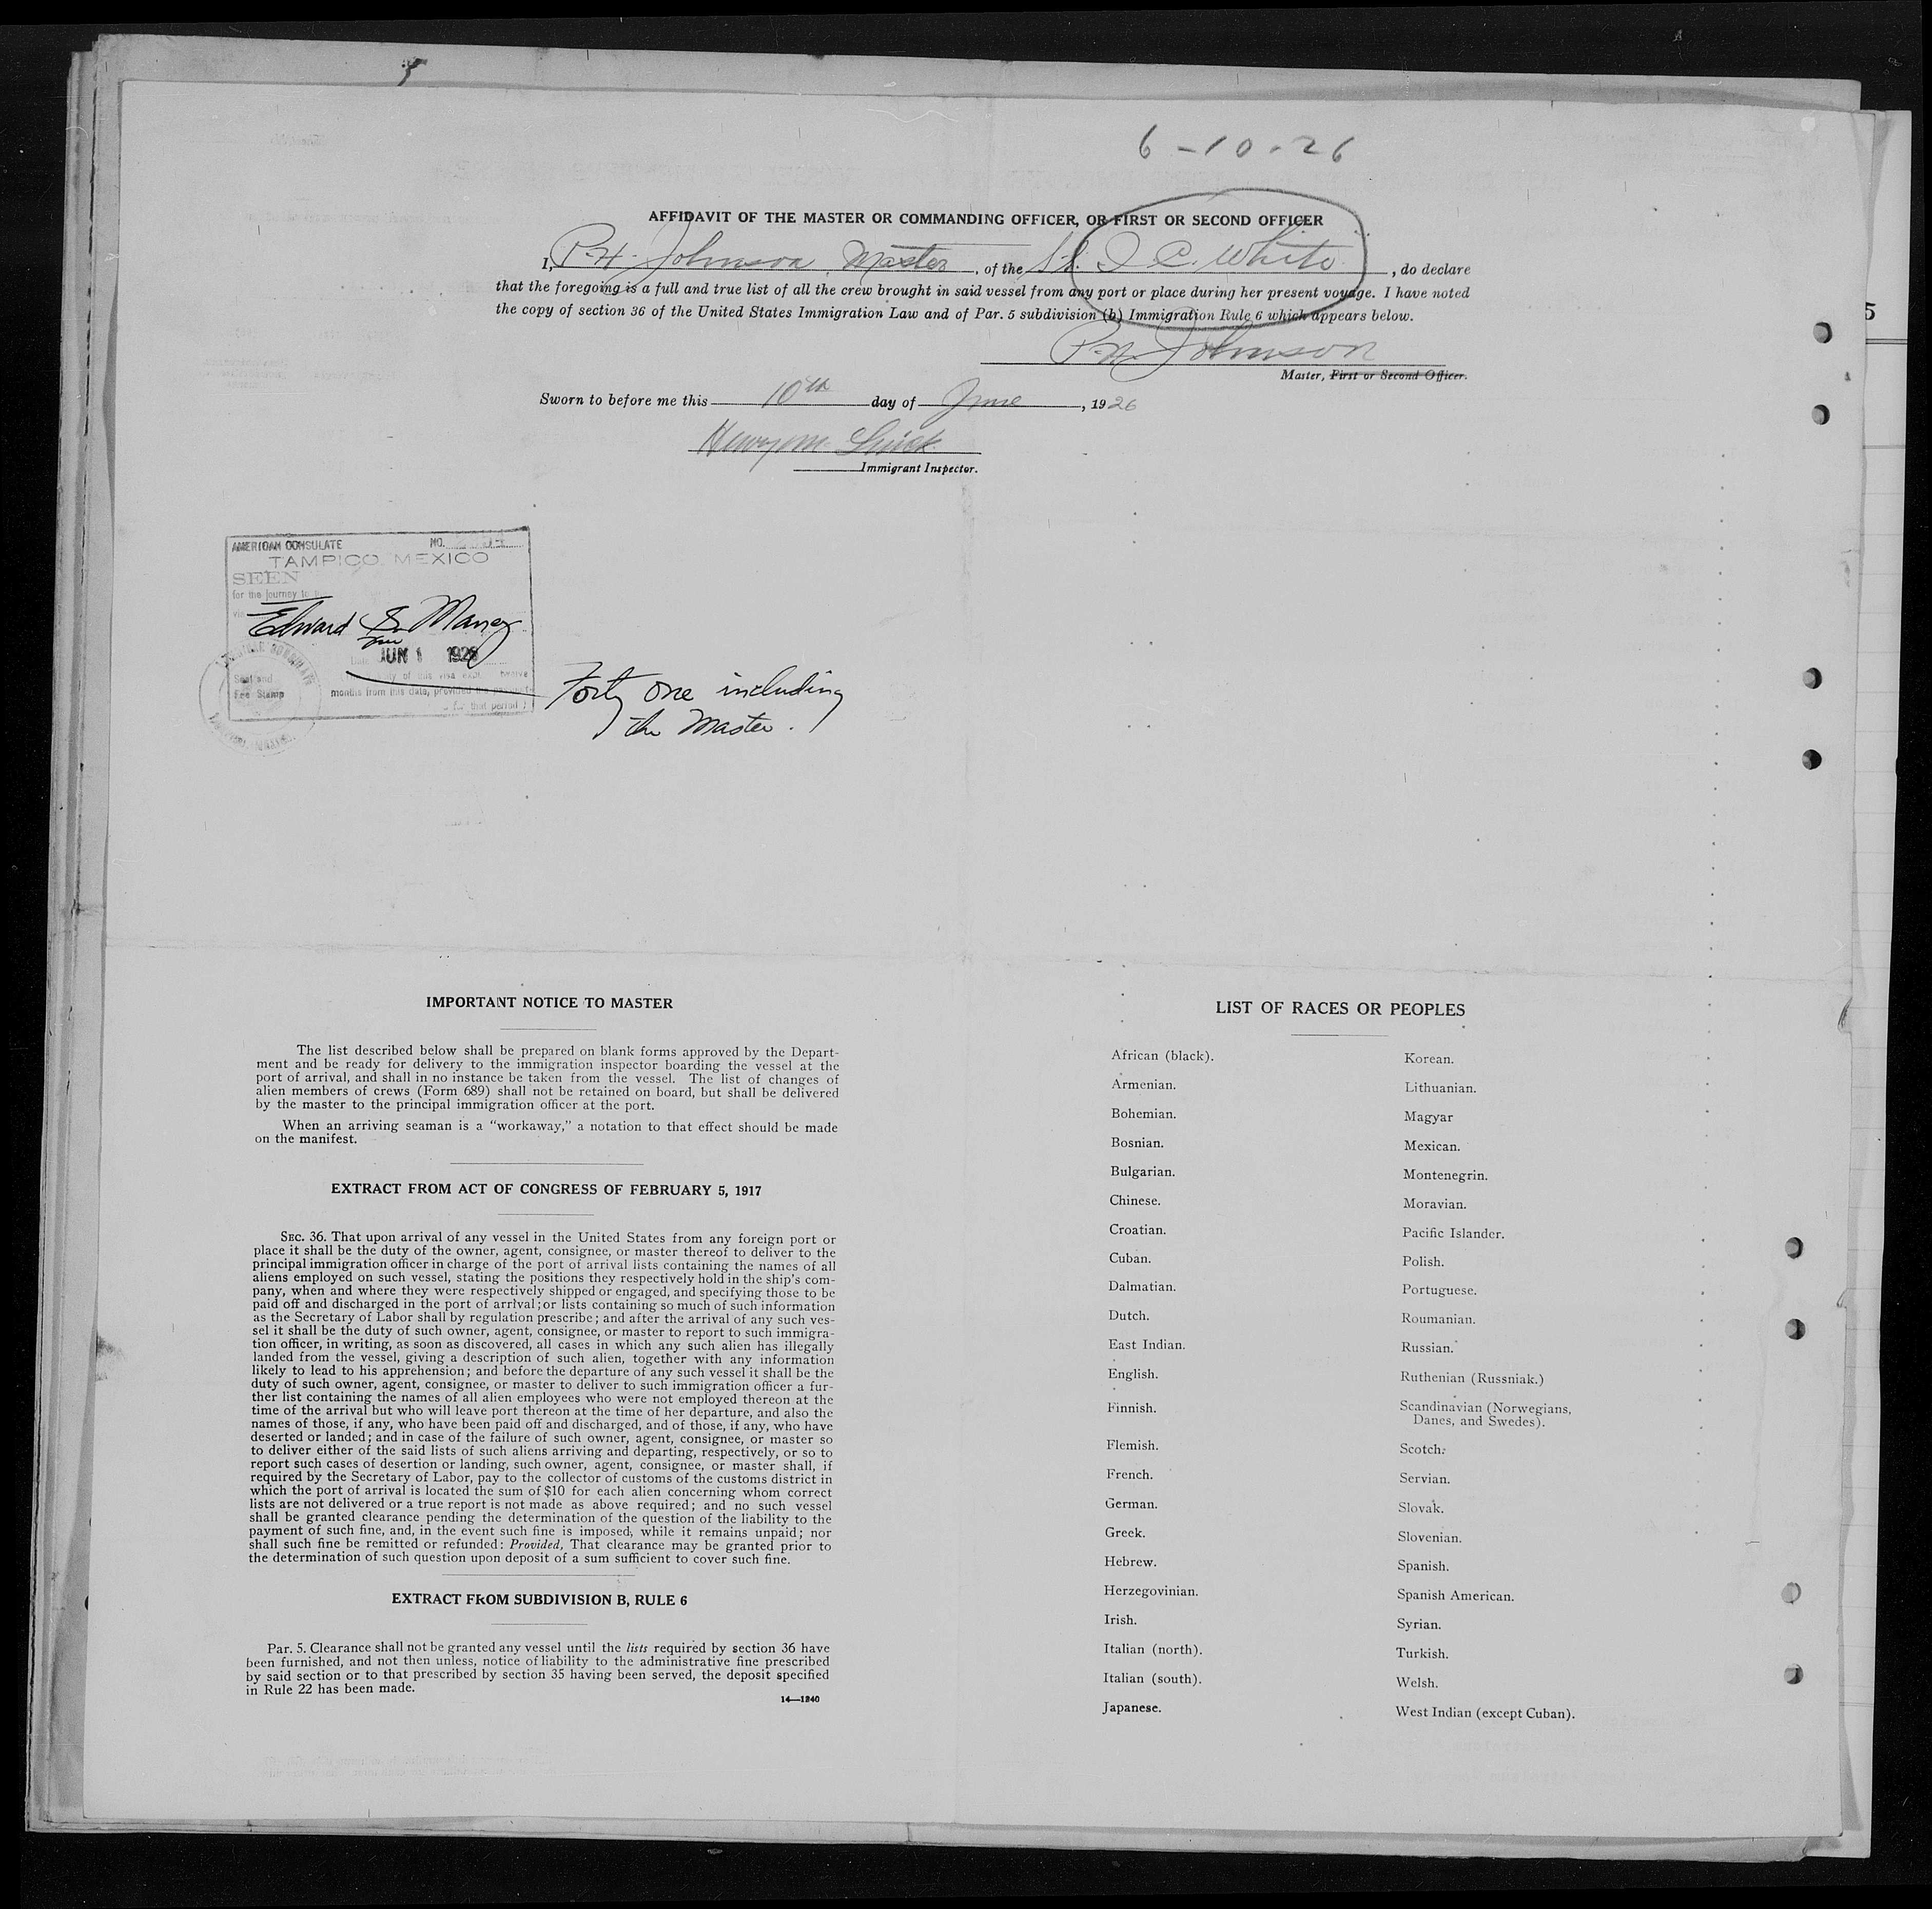 6-10-26
AFFIDAVIT OF THE MASTER OR COMMANDING OFFICER, OR FIRST OR SECOND OFFICER
I, P. H. Johnson, Master, of the SS. I. C. White, do declare
that the foregoing is a full and true list of all the crew brought in said vessel from any port or place during her present voyage. I have noted
the copy of section 36 of the United States Immigration Law and of Par. 5 subdivision (b) Immigration Rule 6 which appears below.
P. H. Johnson
Master, First or Second Officer.
Sworn to before me this 10th day of June, 1926
Immigrant Inspector.
AMERICAN CONSULATE NO.
TAMPICO, MEXICO
SEEN
for the journey to
via
Edward S. Maney
JUN 1 1926
Seal and
Fee Stamp
months from this date, provided
for that period)
Forty one including
the Master.
IMPORTANT NOTICE TO MASTER
The list described below shall be prepared on blank forms approved by the Depart-
ment and be ready for delivery to the immigration inspector boarding the vessel at the
port of arrival, and shall in no instance be taken from the vessel. The list of changes of
alien members of crews (Form 689) shall not be retained on board, but shall be delivered
by the master to the principal immigration officer at the port.
When an arriving seaman is a "workaway," a notation to that effect should be made
on the manifest.
EXTRACT FROM ACT OF CONGRESS OF FEBRUARY 5, 1917
SEC. 36. That upon arrival of any vessel in the United States from any foreign port or
place it shall be the duty of the owner, agent, consignee, or master thereof to deliver to the
principal immigration officer in charge of the port of arrival lists containing the names of all
aliens employed on such vessel, stating the positions they respectively hold in the ship's com-
pany, when and where they were respectively shipped or engaged, and specifying those to be
paid off and discharged in the port of arrival; or lists containing so much of such information
as the Secretary of Labor shall by regulation prescribe; and after the arrival of any such ves-
sel it shall be the duty of such owner, agent, consignee, or master to report to such immigra-
tion officer, in writing, as soon as discovered, all cases in which any such alien has illegally
landed from the vessel, giving a description of such alien, together with any information
likely to lead to his apprehension; and before the departure of any such vessel it shall be the
duty of such owner, agent, consignee, or master to deliver to such immigration officer a fur-
ther list containing the names of all alien employees who were not employed thereon at the
time of the arrival but who will leave port thereon at the time of her departure, and also the
names of those, if any, who have been paid off and discharged, and of those, if any, who have
deserted or landed; and in case of the failure of such owner, agent, consignee, or master so
to deliver either of the said lists of such aliens arriving and departing, respectively, or so to
report such cases of desertion or landing, such owner, agent, consignee, or master shall, if
required by the Secretary of Labor, pay to the collector of customs of the customs district in
which the port of arrival is located the sum of $10 for each alien concerning whom correct
lists are not delivered or a true report is not made as above required; and no such vessel
shall be granted clearance pending the determination of the question of the liability to the
payment of such fine, and, in the event such fine is imposed, while it remains unpaid; nor
shall such fine be remitted or refunded: Provided, That clearance may be granted prior to
the determination of such question upon deposit of a sum sufficient to cover such fine.
EXTRACT FROM SUBDIVISION B, RULE 6
Par. 5. Clearance shall not be granted any vessel until the lists required by section 36 have
been furnished, and not then unless, notice of liability to the administrative fine prescribed
by said section or to that prescribed by section 35 having been served, the deposit specified
in Rule 22 has been made.
14—1240
LIST OF RACES OR PEOPLES
African (black).
Armenian.
Bohemian.
Bosnian.
Bulgarian.
Chinese.
Croatian.
Cuban.
Dalmatian.
Dutch.
East Indian.
English.
Finnish.
Flemish.
French.
German.
Greek.
Hebrew.
Herzegovinian.
Irish.
Italian (north).
Italian (south).
Japanese.
Korean.
Lithuanian.
Magyar
Mexican.
Montenegrin.
Moravian.
Pacific Islander.
Polish.
Portuguese.
Roumanian.
Russian.
Ruthenian (Russniak.)
Scandinavian (Norwegians,
Danes, and Swedes).
Scotch.
Servian.
Slovak.
Slovenian.
Spanish.
Spanish American.
Syrian.
Turkish.
Welsh.
West Indian (except Cuban).
5